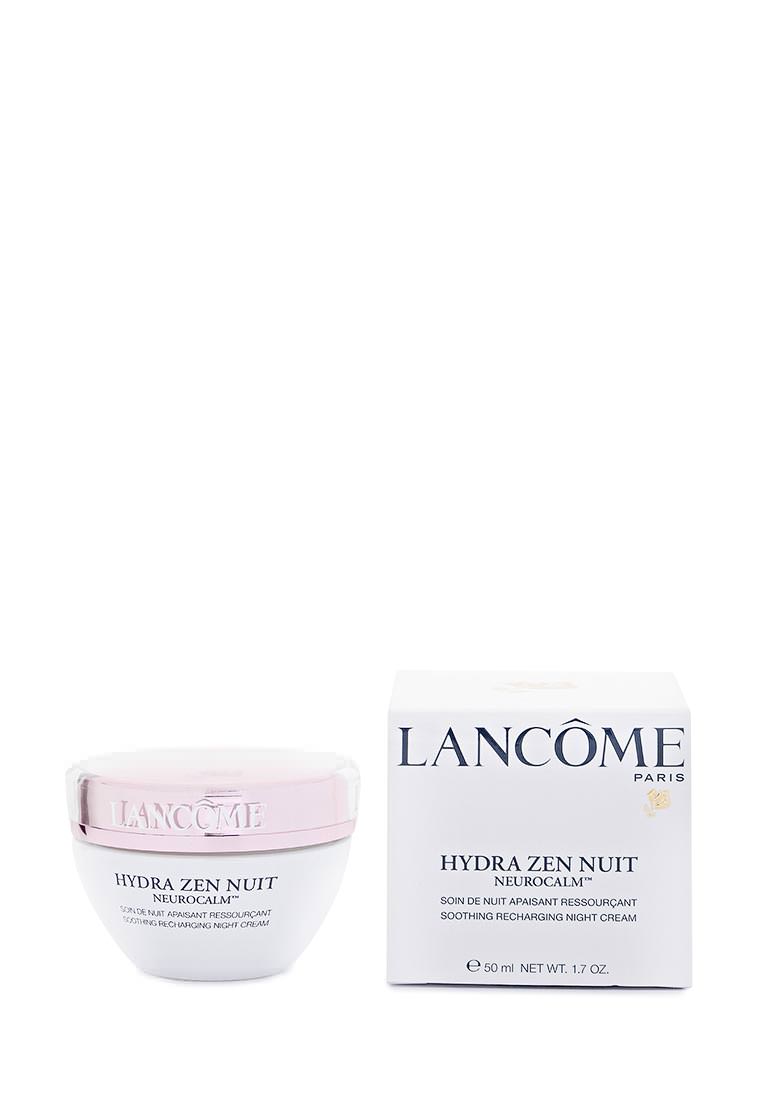 LANCÔME
HYDRA ZEN NUIT
NEUROCALM™
SOIN DE NUIT APAISANT RESSOURÇANT
SOOTHING RECHARGING NIGHT CREAM
LANCÔME
PARIS
HYDRA ZEN NUIT
NEUROCALM™
SOIN DE NUIT APAISANT RESSOURÇANT
SOOTHING RECHARGING NIGHT CREAM
℮ 50 ml NET WT. 1.7 OZ.